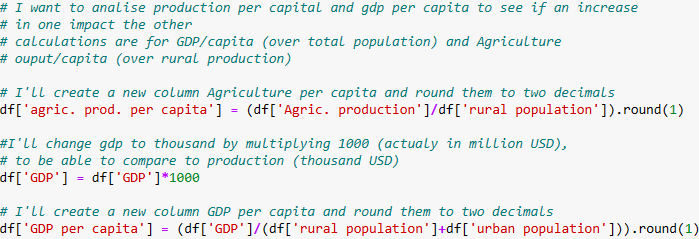 # I want to analise production per capital and gdp per capita to see if an increase
# in one impact the other
# calculations are for GDP/capita (over total population) and Agriculture
# ouput/capita (over rural production)
# I'll create a new column Agriculture per capita and round them to two decimals
df['agric. prod. per capita'] = (df['Agric. production']/df['rural population']).round(1)
#I'll change gdp to thousand by multiplying 1000 (actualy in million USD),
# to be able to compare to production (thousand USD)
df['GDP'] = df['GDP']*1000
# I'll create a new column GDP per capita and round them to two decimals
df['GDP per capita'] = (df['GDP']/(df['rural population']+df['urban population'])).round(1)